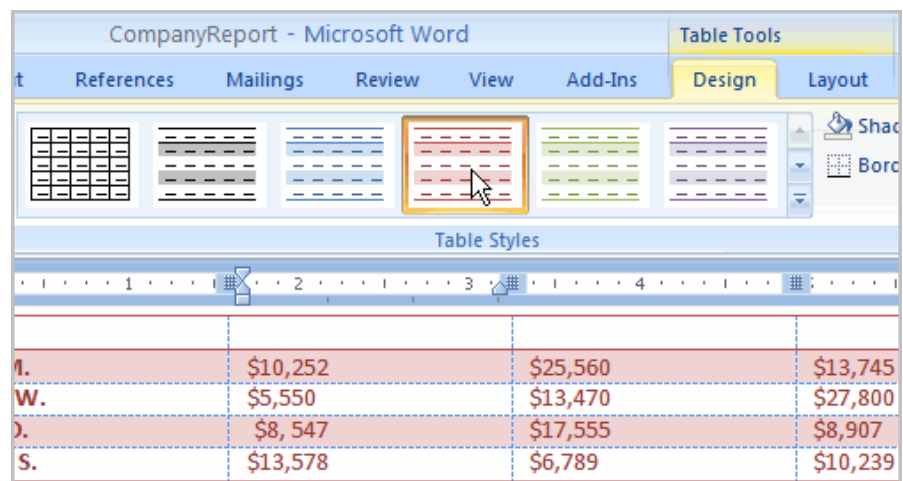 CompanyReport - Microsoft Word Table Tools
t References Mailings Review View Add-Ins Design Layout
Shad
Bord
Table Styles
1 2 3 4
M.
$10,252 $25,560 $13,745
W. $5,550 $13,470 $27,800
$8, 547 $17,555 $8,907
S. $13,578 $6,789 $10,239